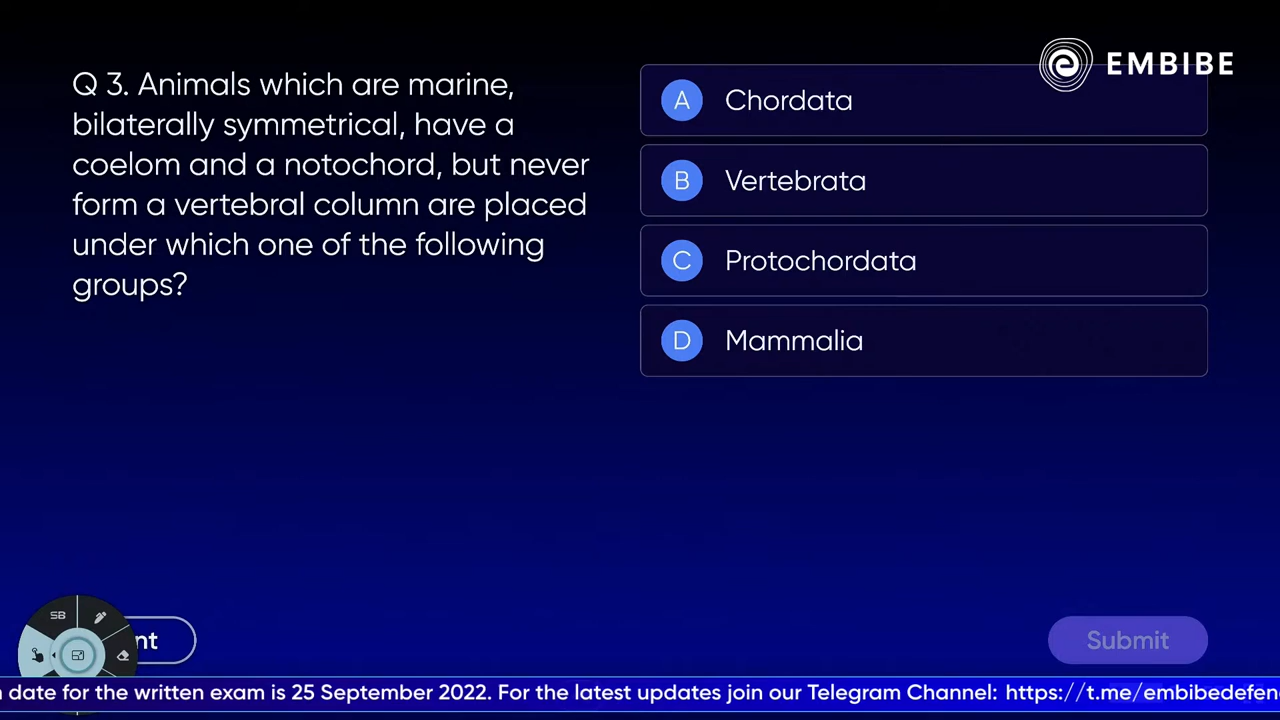 EMBIBE
Q 3. Animals which are marine,
bilaterally symmetrical, have a
coelom and a notochord, but never
form a vertebral column are placed
under which one of the following
groups?
A Chordata
B Vertebrata
C Protochordata
D Mammalia
SB
nt
Submit
date for the written exam is 25 September 2022. For the latest updates join our Telegram Channel: https://t.me/embibedefen